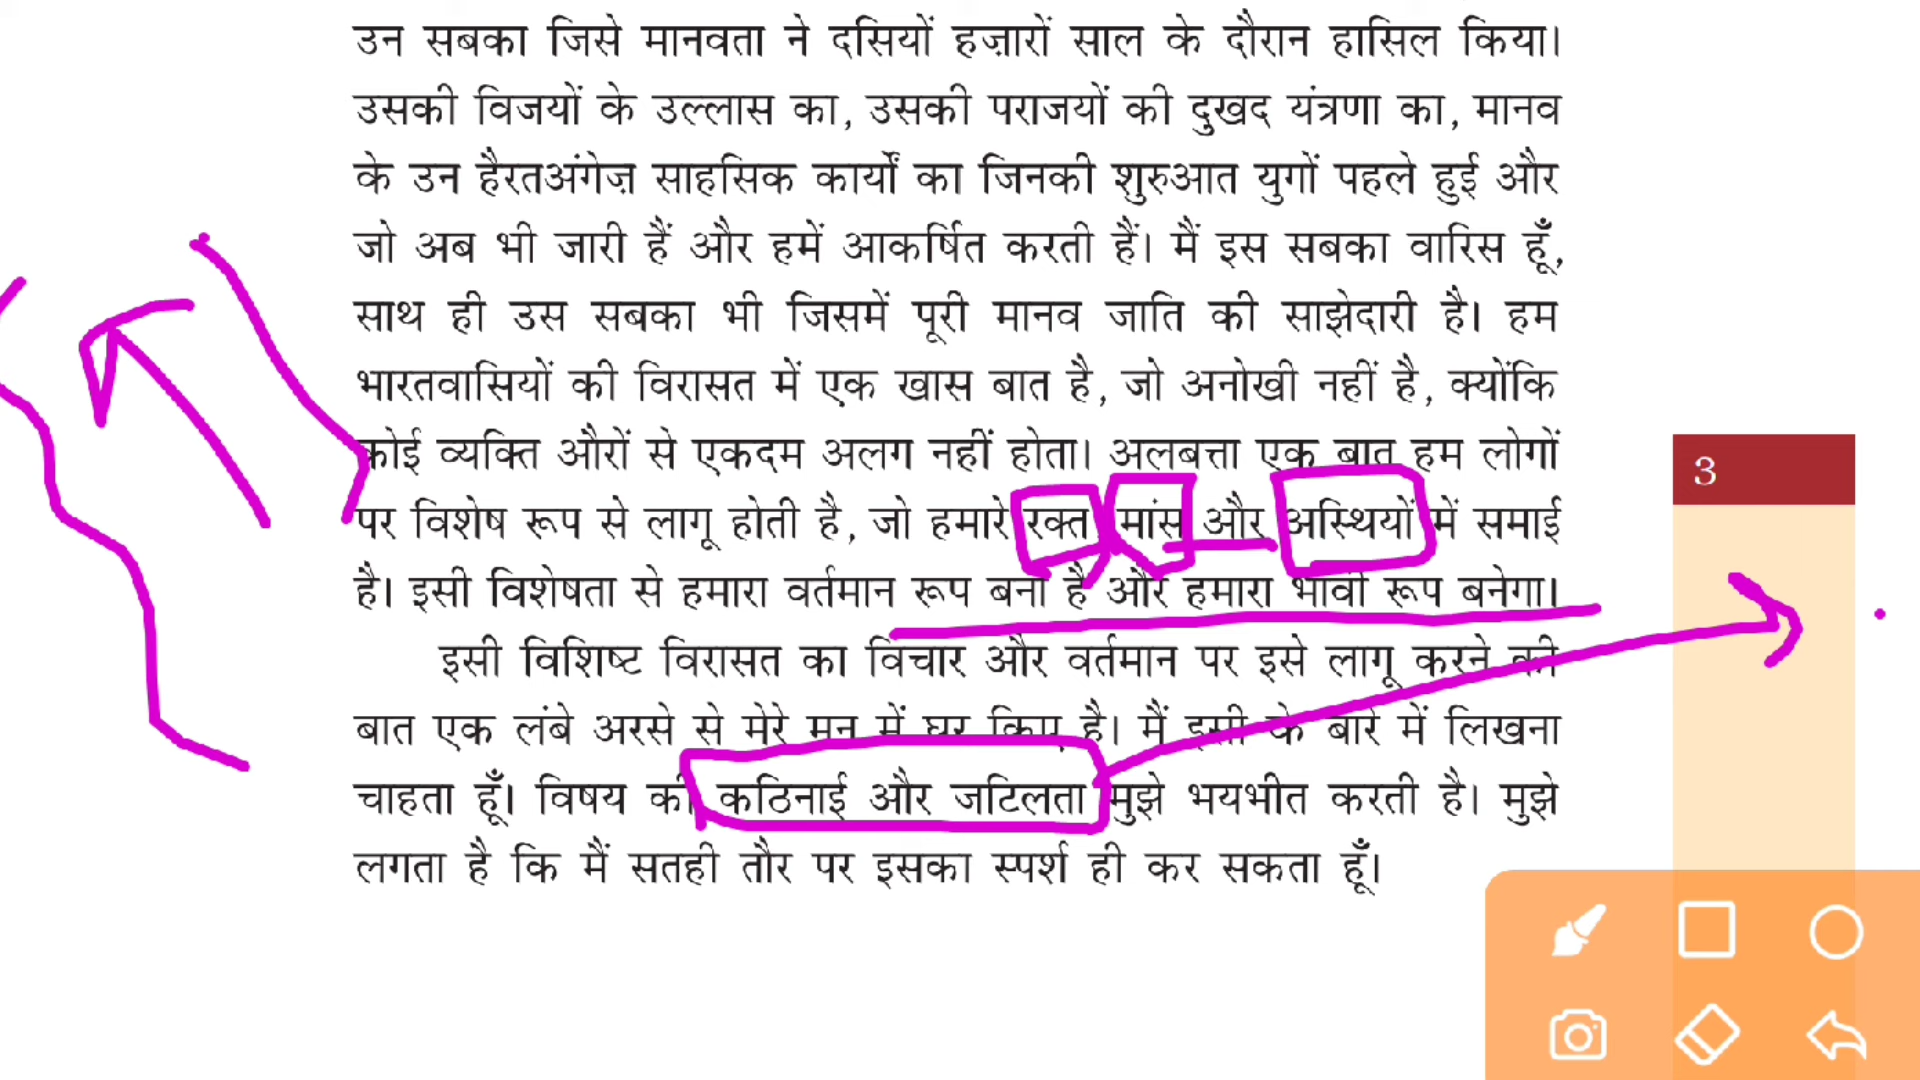 उन सबका जिसे मानवता ने दसियों हज़ारों साल के दौरान हासिल किया।
उसकी विजयों के उल्लास का, उसकी पराजयों की दुखद यंत्रणा का, मानव
के उन हैरतअंगेज़ साहसिक कार्यों का जिनकी शुरुआत युगों पहले हुई और
जो अब भी जारी हैं और हमें आकर्षित करती हैं। मैं इस सबका वारिस हूँ,
साथ ही उस सबका भी जिसमें पूरी मानव जाति की साझेदारी है। हम
भारतवासियों की विरासत में एक खास बात है, जो अनोखी नहीं है, क्योंकि
कोई व्यक्ति औरों से एकदम अलग नहीं होता। अलबत्ता एक बात हम लोगों
पर विशेष रूप से लागू होती है, जो हमारे रक्त मांस और अस्थियों में समाई
है। इसी विशेषता से हमारा वर्तमान रूप बना है और हमारा भावी रूप बनेगा।
इसी विशिष्ट विरासत का विचार और वर्तमान पर इसे लागू करने की
बात एक लंबे अरसे से मेरे मन में घर किए है। मैं इसी के बारे में लिखना
चाहता हूँ। विषय की कठिनाई और जटिलता मुझे भयभीत करती है। मुझे
लगता है कि मैं सतही तौर पर इसका स्पर्श ही कर सकता हूँ।
3